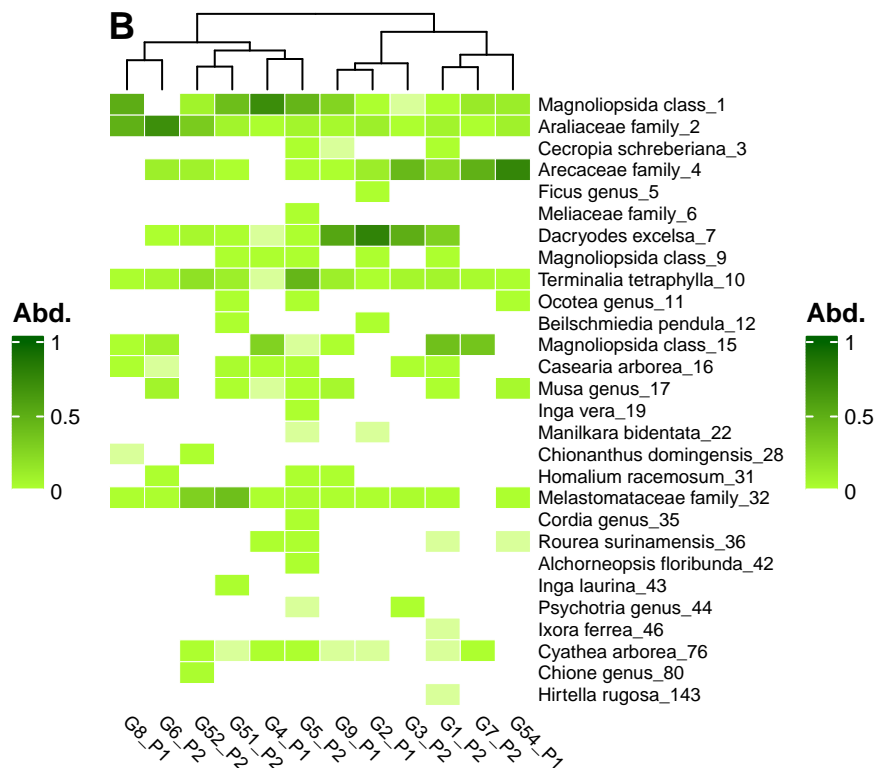 B
Magnoliopsida class_1
Araliaceae family_2
Cecropia schreberiana_3
Arecaceae family_4
Ficus genus_5
Meliaceae family_6
Dacryodes excelsa_7
Magnoliopsida class_9
Terminalia tetraphylla_10
Ocotea genus_11
Beilschmiedia pendula_12
Magnoliopsida class_15
Casearia arborea_16
Musa genus_17
Inga vera_19
Manilkara bidentata_22
Chionanthus domingensis_28
Homalium racemosum_31
Melastomataceae family_32
Cordia genus_35
Rourea surinamensis_36
Alchorneopsis floribunda_42
Inga laurina_43
Psychotria genus_44
Ixora ferrea_46
Cyathea arborea_76
Chione genus_80
Hirtella rugosa_143
Abd.
1
0.5
0
Abd.
1
0.5
0
G8_P1
G6_P2
G52_P2
G51_P2
G4_P1
G5_P2
G9_P1
G2_P1
G3_P2
G1_P2
G7_P2
G54_P1